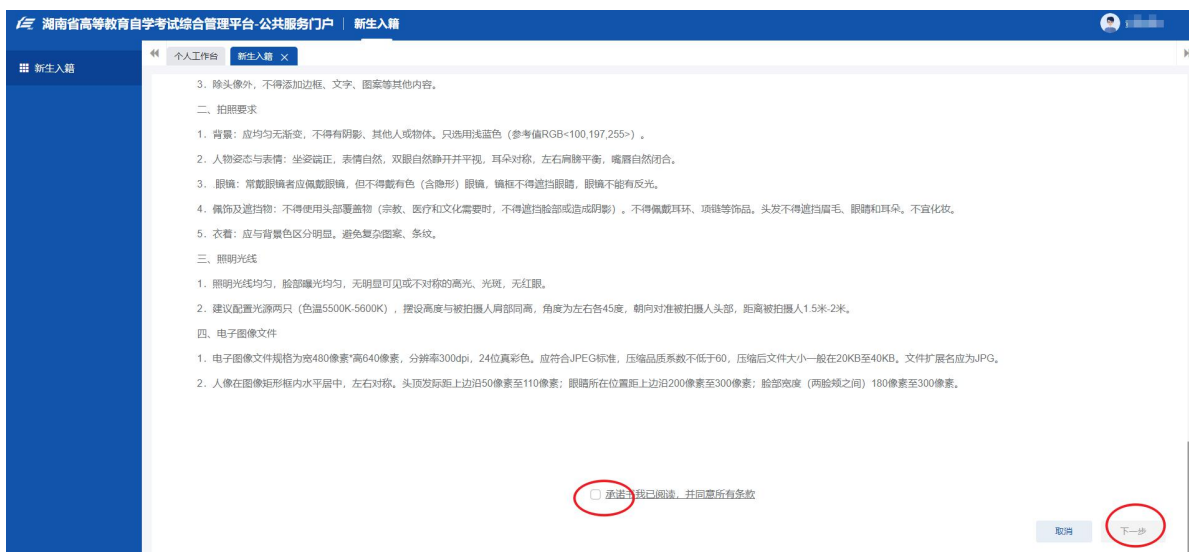 湖南省高等教育自学考试综合管理平台-公共服务门户 | 新生入籍
新生入籍
个人工作台 新生入籍 ×
3. 除头像外，不得添加边框、文字、图案等其他内容。
二、拍照要求
1. 背景：应均匀无渐变，不得有阴影、其他人或物体。只选用浅蓝色（参考值RGB<100,197,255>）。
2. 人物姿态与表情：坐姿端正，表情自然，双眼自然睁开并平视，耳朵对称，左右肩膀平衡，嘴唇自然闭合。
3. .眼镜：常戴眼镜者应佩戴眼镜，但不得戴有色（含隐形）眼镜，镜框不得遮挡眼睛，眼镜不能有反光。
4. 佩饰及遮挡物：不得使用头部覆盖物（宗教、医疗和文化需要时，不得遮挡脸部或造成阴影）。不得佩戴耳环、项链等饰品。头发不得遮挡眉毛、眼睛和耳朵。不宜化妆。
5. 衣着：应与背景色区分明显。避免复杂图案、条纹。
三、照明光线
1. 照明光线均匀，脸部曝光均匀，无明显可见或不对称的高光、光斑，无红眼。
2. 建议配置光源两只（色温5500K-5600K），摆设高度与被拍摄人肩部同高，角度为左右各45度，朝向对准被拍摄人头部，距离被拍摄人1.5米-2米。
四、电子图像文件
1. 电子图像文件规格为宽480像素*高640像素，分辨率300dpi，24位真彩色。应符合JPEG标准，压缩品质系数不低于60，压缩后文件大小一般在20KB至40KB。文件扩展名应为JPG。
2. 人像在图像矩形框内水平居中，左右对称。头顶发际距上边沿50像素至110像素；眼睛所在位置距上边沿200像素至300像素；脸部宽度（两脸颊之间）180像素至300像素。
承诺书我已阅读，并同意所有条款
取消 下一步